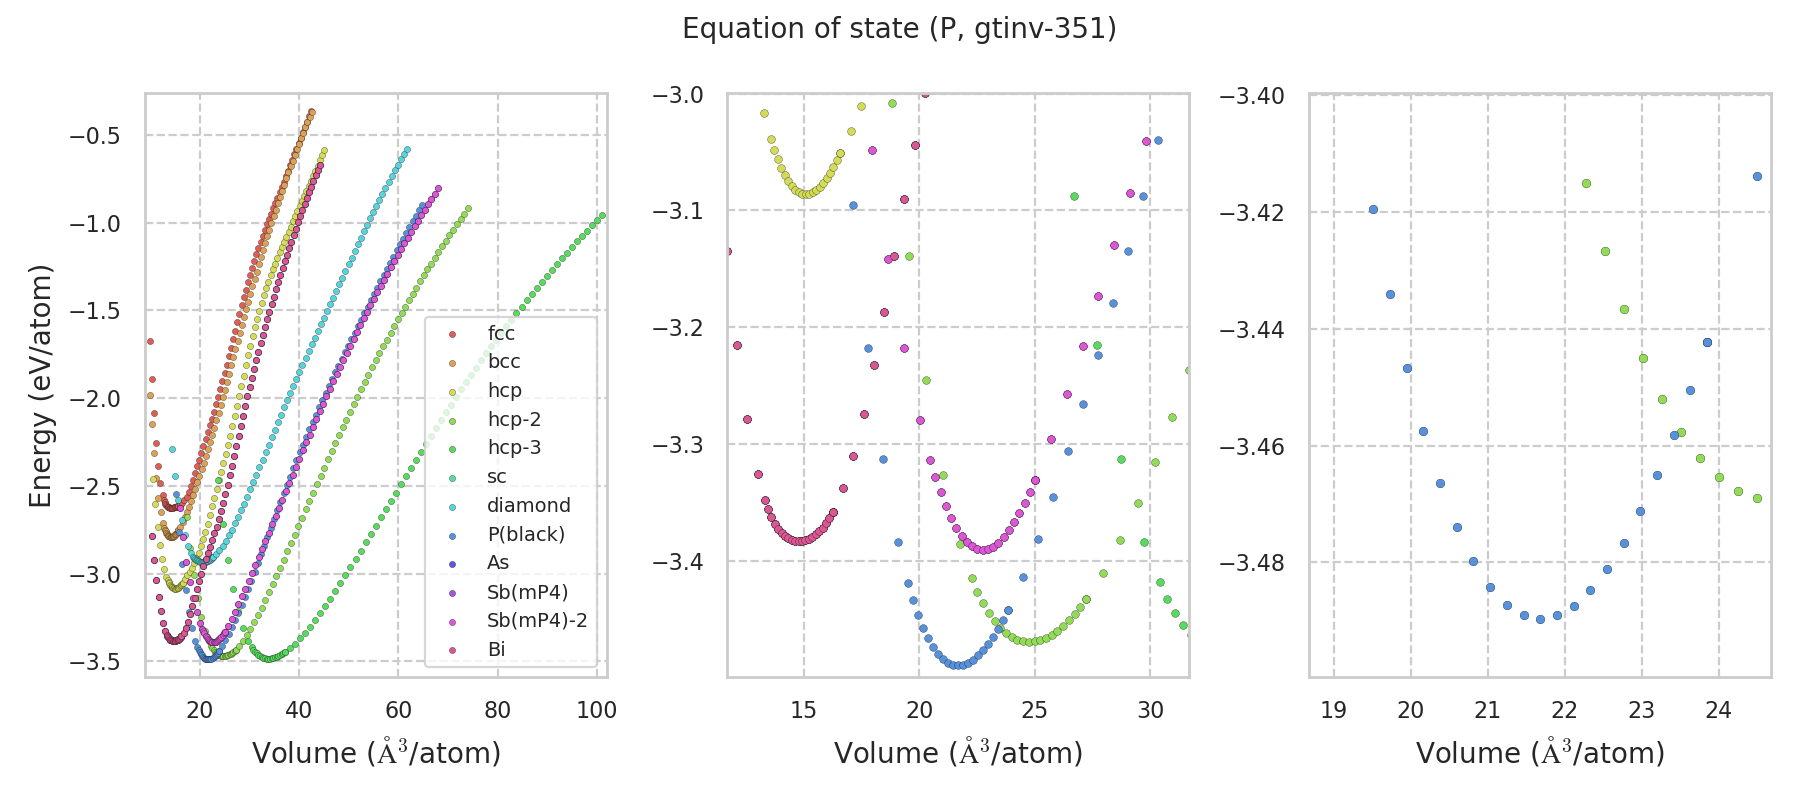 Equation of state (P, gtinv-351)
Energy (eV/atom)
−0.5
−1.0
−1.5
−2.0
−2.5
−3.0
−3.5
20 40 60 80 100
Volume (Å³/atom)
fcc
bcc
hcp
hcp-2
hcp-3
sc
diamond
P(black)
As
Sb(mP4)
Sb(mP4)-2
Bi
−3.0
−3.1
−3.2
−3.3
−3.4
15 20 25 30
Volume (Å³/atom)
−3.40
−3.42
−3.44
−3.46
−3.48
19 20 21 22 23 24
Volume (Å³/atom)